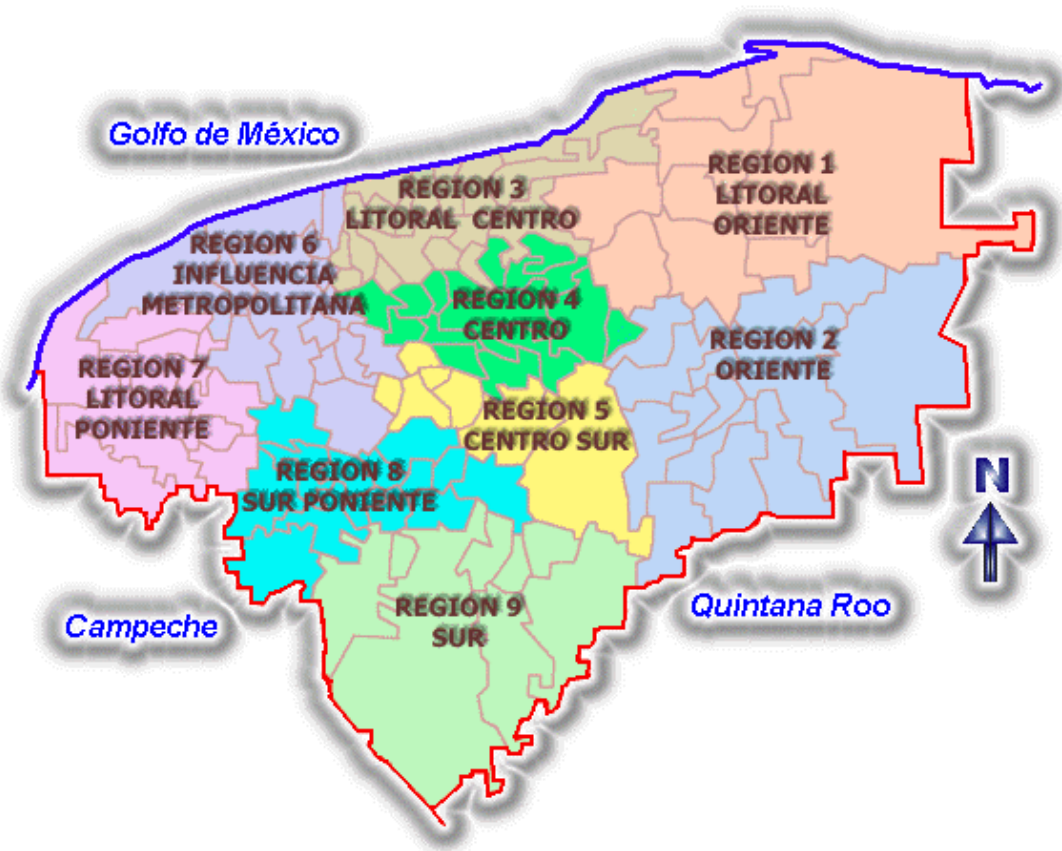 Golfo de México
REGION 1
LITORAL
ORIENTE
REGION 3
LITORAL CENTRO
REGION 6
INFLUENCIA
METROPOLITANA
REGION 4
CENTRO
REGION 2
ORIENTE
REGION 7
LITORAL
PONIENTE
REGION 5
CENTRO SUR
REGION 8
SUR PONIENTE
N
REGION 9
SUR
Campeche
Quintana Roo